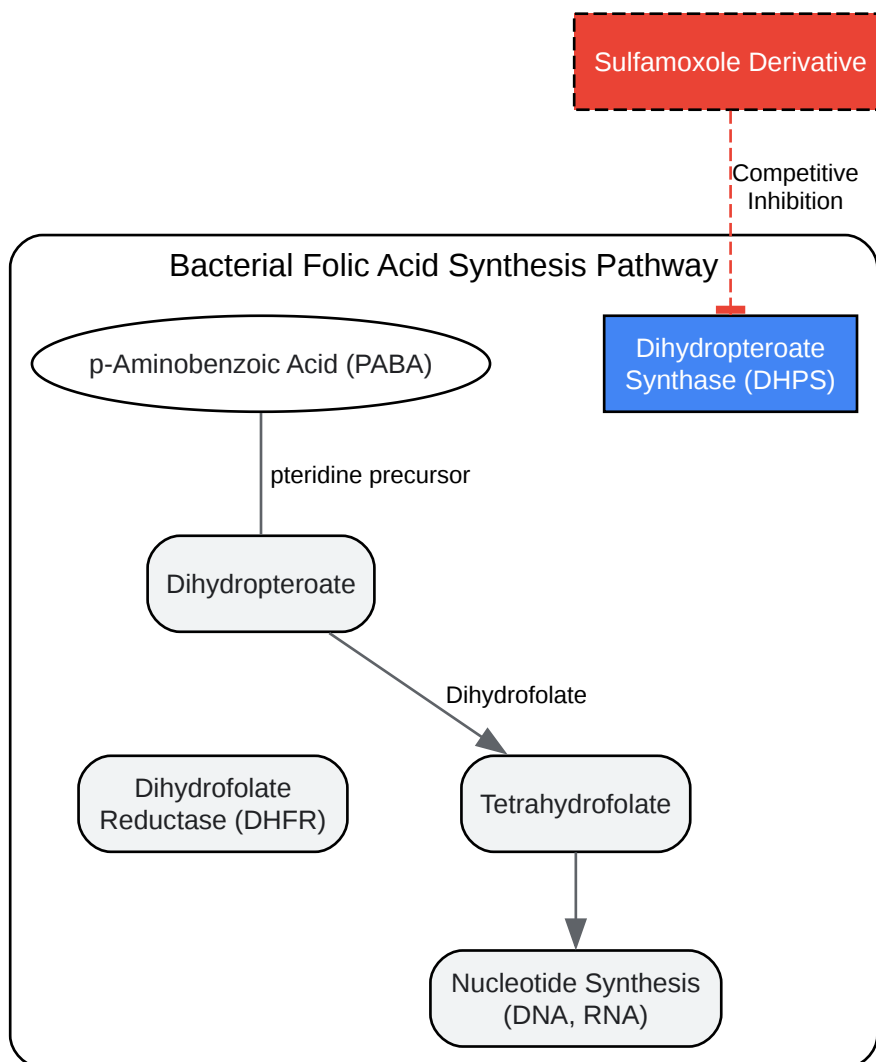 Sulfamoxole Derivative
Competitive
Inhibition
Bacterial Folic Acid Synthesis Pathway
p-Aminobenzoic Acid (PABA)
Dihydropteroate
Synthase (DHPS)
pteridine precursor
Dihydropteroate
Dihydrofolate
Dihydrofolate
Reductase (DHFR)
Tetrahydrofolate
Nucleotide Synthesis
(DNA, RNA)